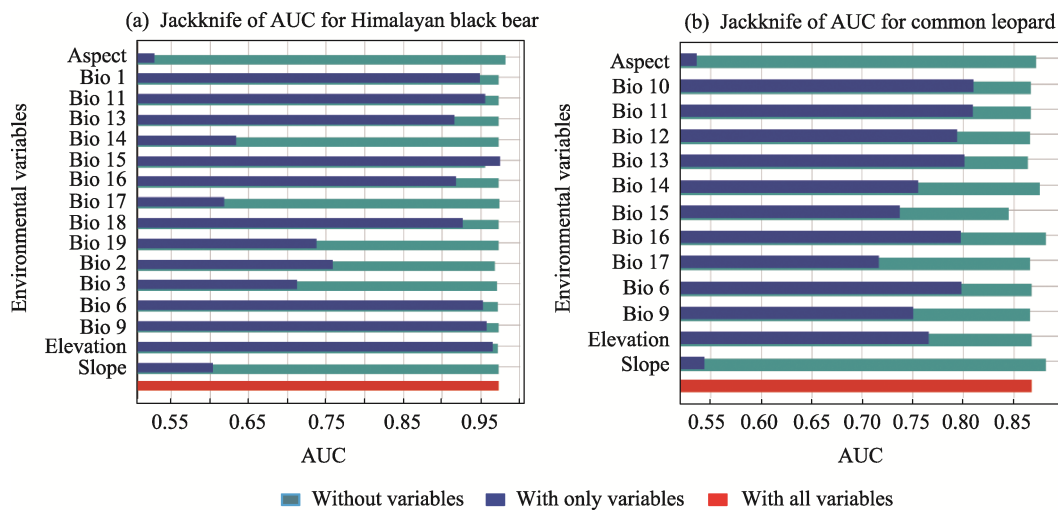 (a) Jackknife of AUC for Himalayan black bear
Environmental variables
Aspect
Bio 1
Bio 11
Bio 13
Bio 14
Bio 15
Bio 16
Bio 17
Bio 18
Bio 19
Bio 2
Bio 3
Bio 6
Bio 9
Elevation
Slope
0.55 0.65 0.75 0.85 0.95
AUC
(b) Jackknife of AUC for common leopard
Environmental variables
Aspect
Bio 10
Bio 11
Bio 12
Bio 13
Bio 14
Bio 15
Bio 16
Bio 17
Bio 6
Bio 9
Elevation
Slope
0.55 0.60 0.65 0.70 0.75 0.80 0.85
AUC
Without variables With only variables With all variables